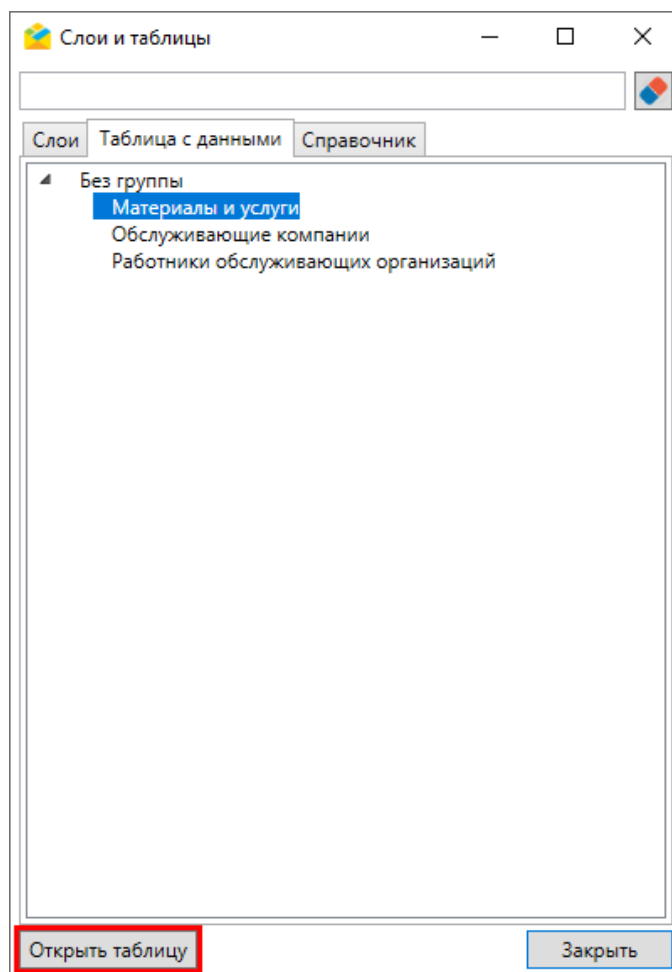 Слои и таблицы
Слои Таблица с данными Справочник
Без группы
Материалы и услуги
Обслуживающие компании
Работники обслуживающих организаций
Открыть таблицу Закрыть